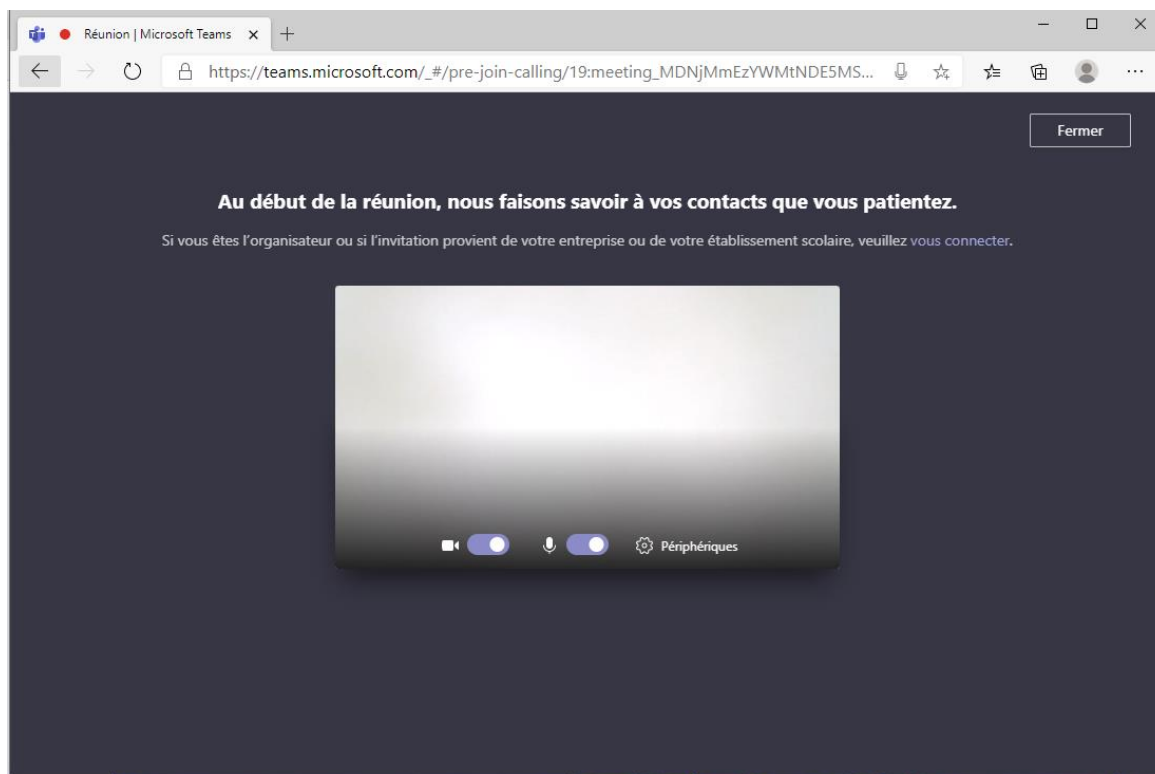 Réunion | Microsoft Teams
https://teams.microsoft.com/_#/pre-join-calling/19:meeting_MDNjMmEzYWMtNDE5MS...
Fermer
Au début de la réunion, nous faisons savoir à vos contacts que vous patientez.
Si vous êtes l’organisateur ou si l’invitation provient de votre entreprise ou de votre établissement scolaire, veuillez vous connecter.
Périphériques